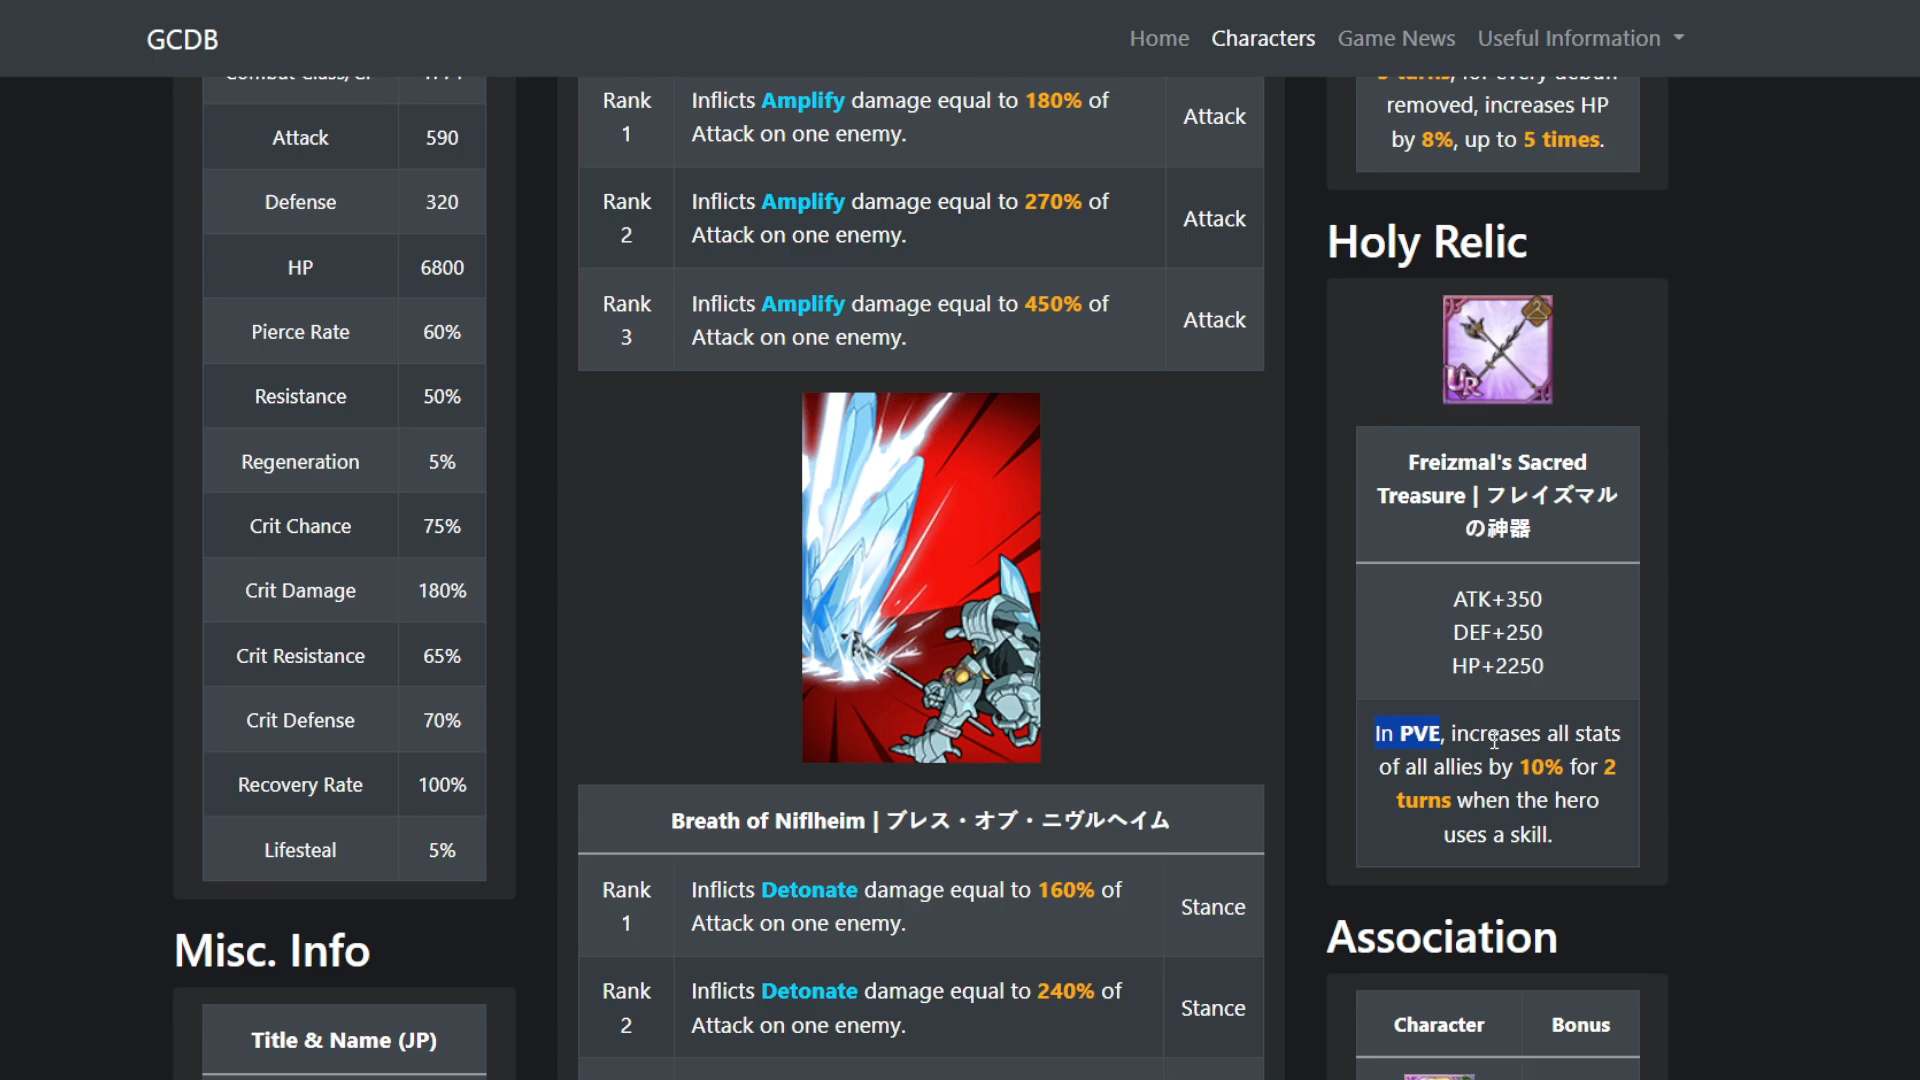 GCDB
Home
Characters
Game News
Useful Information
Combat Class/CP
Attack 590
Defense 320
HP 6800
Pierce Rate 60%
Resistance 50%
Regeneration 5%
Crit Chance 75%
Crit Damage 180%
Crit Resistance 65%
Crit Defense 70%
Recovery Rate 100%
Lifesteal 5%
Misc. Info
Title & Name (JP)
Rank
1
Inflicts Amplify damage equal to 180% of
Attack on one enemy.
Attack
Rank
2
Inflicts Amplify damage equal to 270% of
Attack on one enemy.
Attack
Rank
3
Inflicts Amplify damage equal to 450% of
Attack on one enemy.
Attack
Breath of Niflheim | ブレス・オブ・ニヴルヘイム
Rank
1
Inflicts Detonate damage equal to 160% of
Attack on one enemy.
Stance
Rank
2
Inflicts Detonate damage equal to 240% of
Attack on one enemy.
Stance
turns, for every debuff
removed, increases HP
by 8%, up to 5 times.
Holy Relic
UR
Freizmal's Sacred
Treasure | フレイズマル
の神器
ATK+350
DEF+250
HP+2250
In PVE, increases all stats
of all allies by 10% for 2
turns when the hero
uses a skill.
Association
Character
Bonus